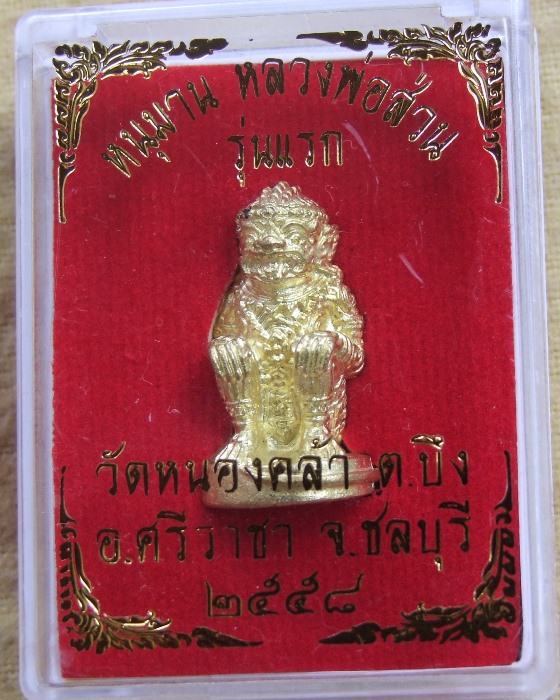 หนุมาน หลวงพ่อส้วน
รุ่นแรก
วัดหนองคล้า ต.บึง
อ.ศรีราชา จ.ชลบุรี
๒๕๕๘